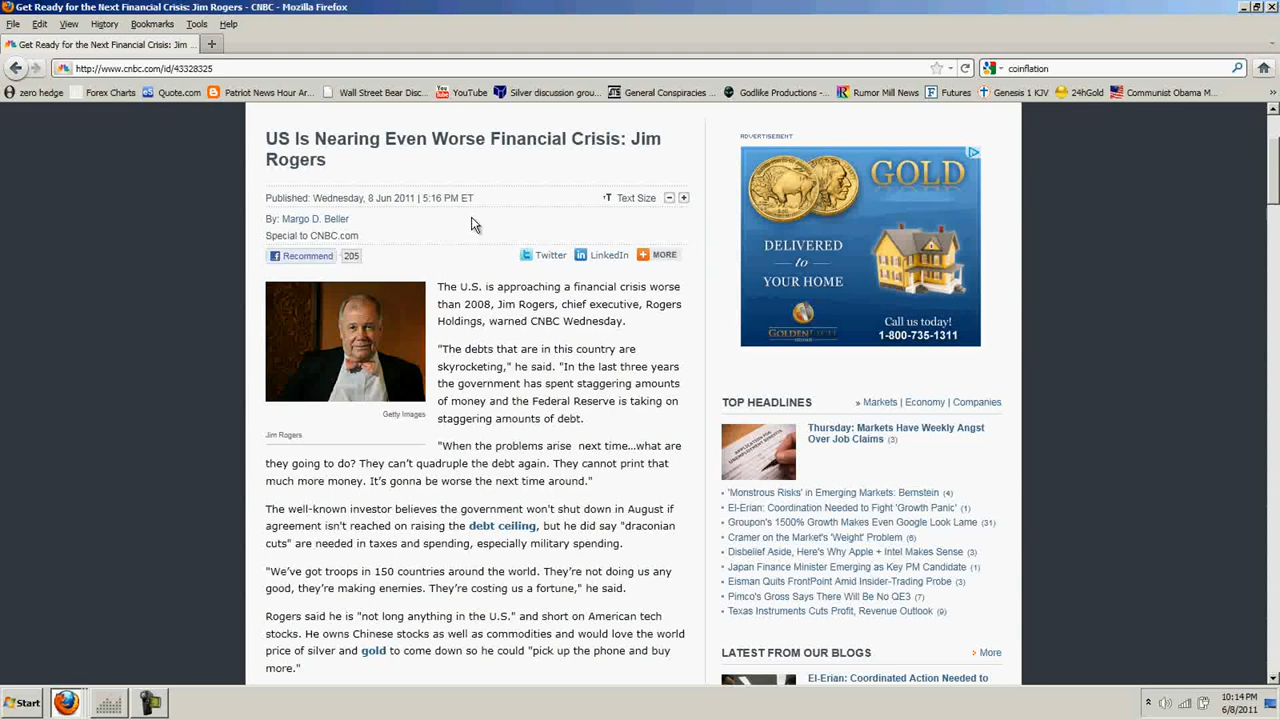 Get Ready for the Next Financial Crisis: Jim Rogers - CNBC - Mozilla Firefox
File Edit View History Bookmarks Tools Help
Get Ready for the Next Financial Crisis: Jim ...
http://www.cnbc.com/id/43328325
coinflation
zero hedge Forex Charts Quote.com Patriot News Hour Ar... Wall Street Bear Disc... YouTube Silver discussion grou... General Conspiracies ... Godlike Productions -... Rumor Mill News Futures Genesis 1 KJV 24hGold Communist Obama M...
US Is Nearing Even Worse Financial Crisis: Jim
Rogers
Published: Wednesday, 8 Jun 2011 | 5:16 PM ET
Text Size
By: Margo D. Beller
Special to CNBC.com
Recommend 205 Twitter LinkedIn MORE
The U.S. is approaching a financial crisis worse
than 2008, Jim Rogers, chief executive, Rogers
Holdings, warned CNBC Wednesday.
"The debts that are in this country are
skyrocketing," he said. "In the last three years
the government has spent staggering amounts
of money and the Federal Reserve is taking on
staggering amounts of debt.
Getty Images
Jim Rogers
"When the problems arise next time…what are
they going to do? They can't quadruple the debt again. They cannot print that
much more money. It's gonna be worse the next time around."
The well-known investor believes the government won't shut down in August if
agreement isn't reached on raising the debt ceiling, but he did say "draconian
cuts" are needed in taxes and spending, especially military spending.
"We've got troops in 150 countries around the world. They're not doing us any
good, they're making enemies. They're costing us a fortune," he said.
Rogers said he is "not long anything in the U.S." and short on American tech
stocks. He owns Chinese stocks as well as commodities and would love the world
price of silver and gold to come down so he could "pick up the phone and buy
more."
ADVERTISEMENT
GOLD
DELIVERED
to
YOUR HOME
Call us today!
1-800-735-1311
TOP HEADLINES
» Markets | Economy | Companies
Thursday: Markets Have Weekly Angst
Over Job Claims (3)
'Monstrous Risks' in Emerging Markets: Bernstein (4)
El-Erian: Coordination Needed to Fight 'Growth Panic' (1)
Groupon's 1500% Growth Makes Even Google Look Lame (31)
Cramer on the Market's 'Weight' Problem (6)
Disbelief Aside, Here's Why Apple + Intel Makes Sense (3)
Japan Finance Minister Emerging as Key PM Candidate (1)
Eisman Quits FrontPoint Amid Insider-Trading Probe (3)
Pimco's Gross Says There Will Be No QE3 (7)
Texas Instruments Cuts Profit, Revenue Outlook (9)
LATEST FROM OUR BLOGS
More
El-Erian: Coordinated Action Needed to
Start
10:14 PM
6/8/2011